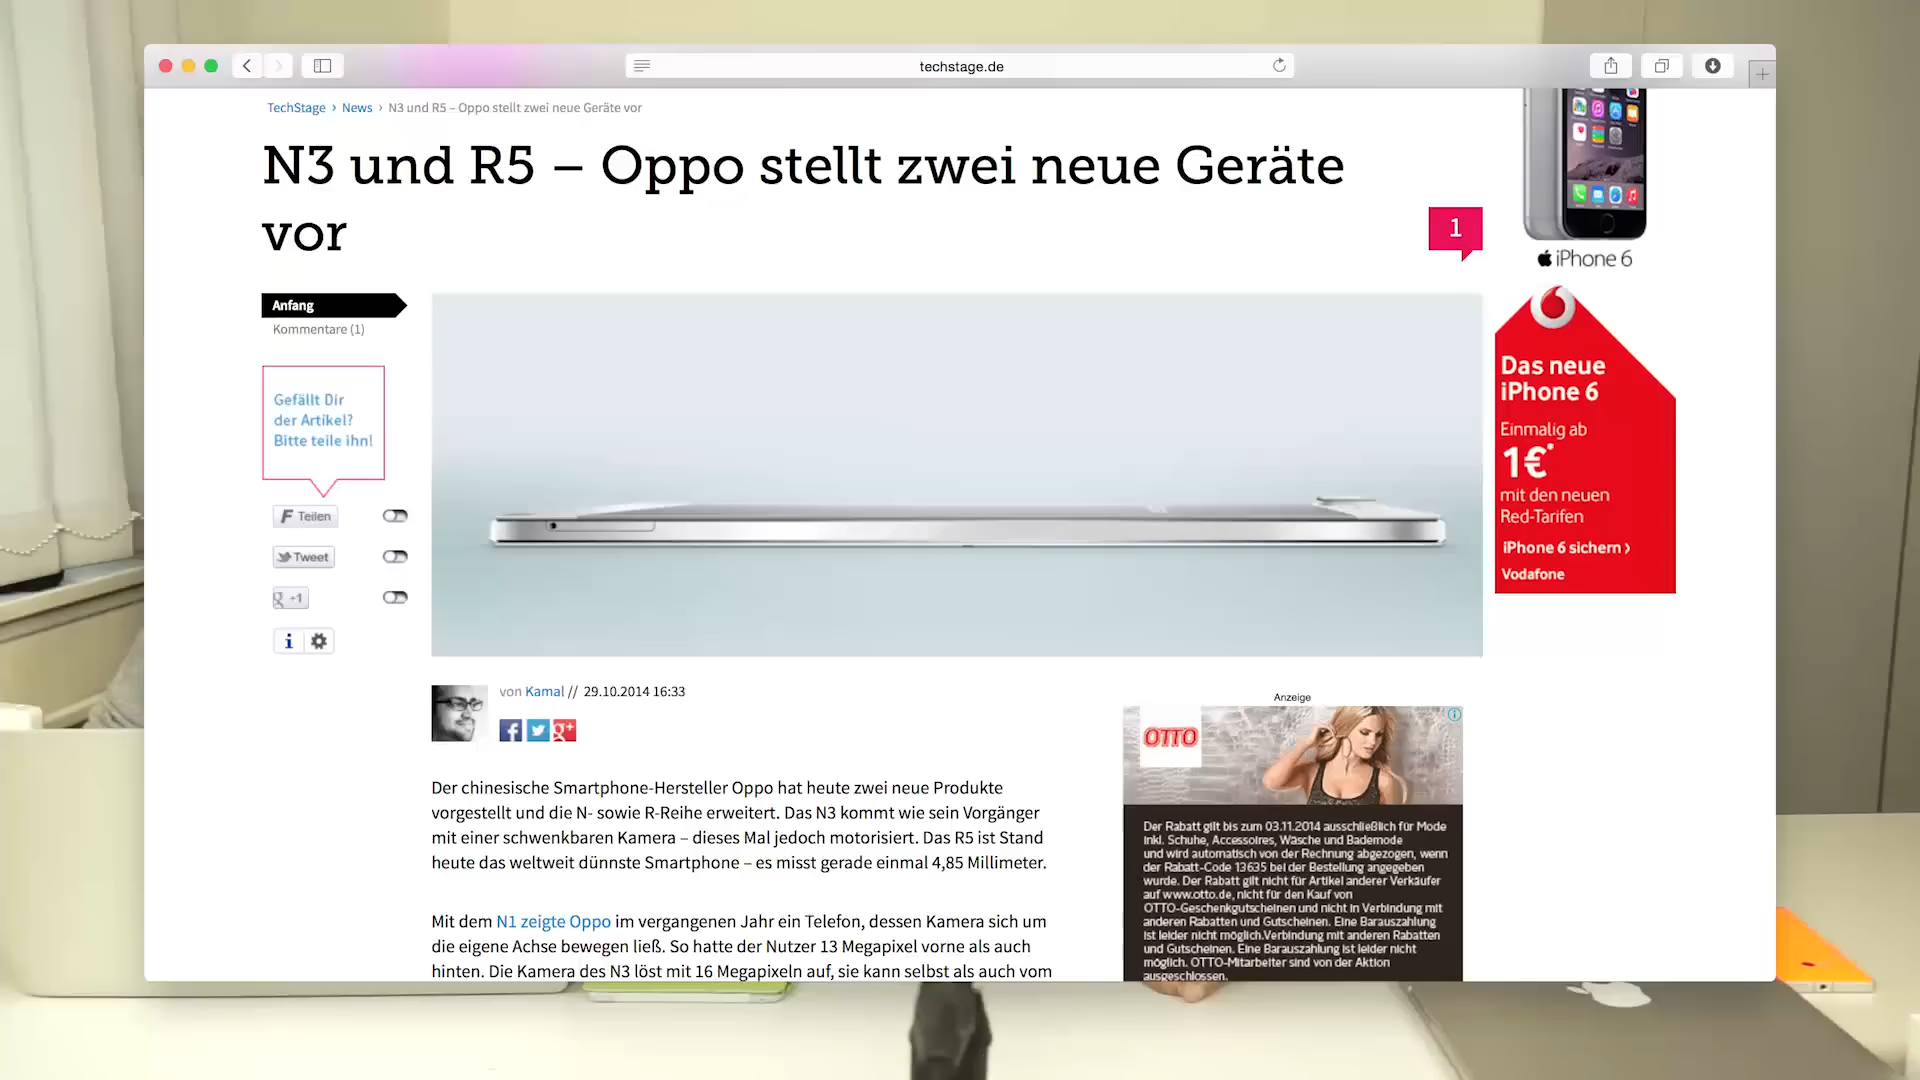 techstage.de
TechStage › News › N3 und R5 – Oppo stellt zwei neue Geräte vor
N3 und R5 – Oppo stellt zwei neue Geräte
vor
1
iPhone 6
Anfang
Kommentare (1)
Gefällt Dir
der Artikel?
Bitte teile ihn!
F Teilen
Tweet
g +1
i
Das neue
iPhone 6
Einmalig ab
1€*
mit den neuen
Red-Tarifen
iPhone 6 sichern ›
Vodafone
von Kamal // 29.10.2014 16:33
f
g+
Der chinesische Smartphone-Hersteller Oppo hat heute zwei neue Produkte
vorgestellt und die N- sowie R-Reihe erweitert. Das N3 kommt wie sein Vorgänger
mit einer schwenkbaren Kamera – dieses Mal jedoch motorisiert. Das R5 ist Stand
heute das weltweit dünnste Smartphone – es misst gerade einmal 4,85 Millimeter.
Mit dem N1 zeigte Oppo im vergangenen Jahr ein Telefon, dessen Kamera sich um
die eigene Achse bewegen ließ. So hatte der Nutzer 13 Megapixel vorne als auch
hinten. Die Kamera des N3 löst mit 16 Megapixeln auf, sie kann selbst als auch vom
Anzeige
OTTO
Der Rabatt gilt bis zum 03.11.2014 ausschließlich für Mode
inkl. Schuhe, Accessoires, Wäsche und Bademode
und wird automatisch von der Rechnung abgezogen, wenn
der Rabatt-Code 13635 bei der Bestellung angegeben
wurde. Der Rabatt gilt nicht für Artikel anderer Verkäufer
auf www.otto.de, nicht für den Kauf von
OTTO-Geschenkgutscheinen und nicht in Verbindung mit
anderen Rabatten und Gutscheinen. Eine Barauszahlung
ist leider nicht möglich.Verbindung mit anderen Rabatten
und Gutscheinen. Eine Barauszahlung ist leider nicht
möglich. OTTO-Mitarbeiter sind von der Aktion
ausgeschlossen.